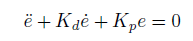 ë + K_d ė + K_p e = 0